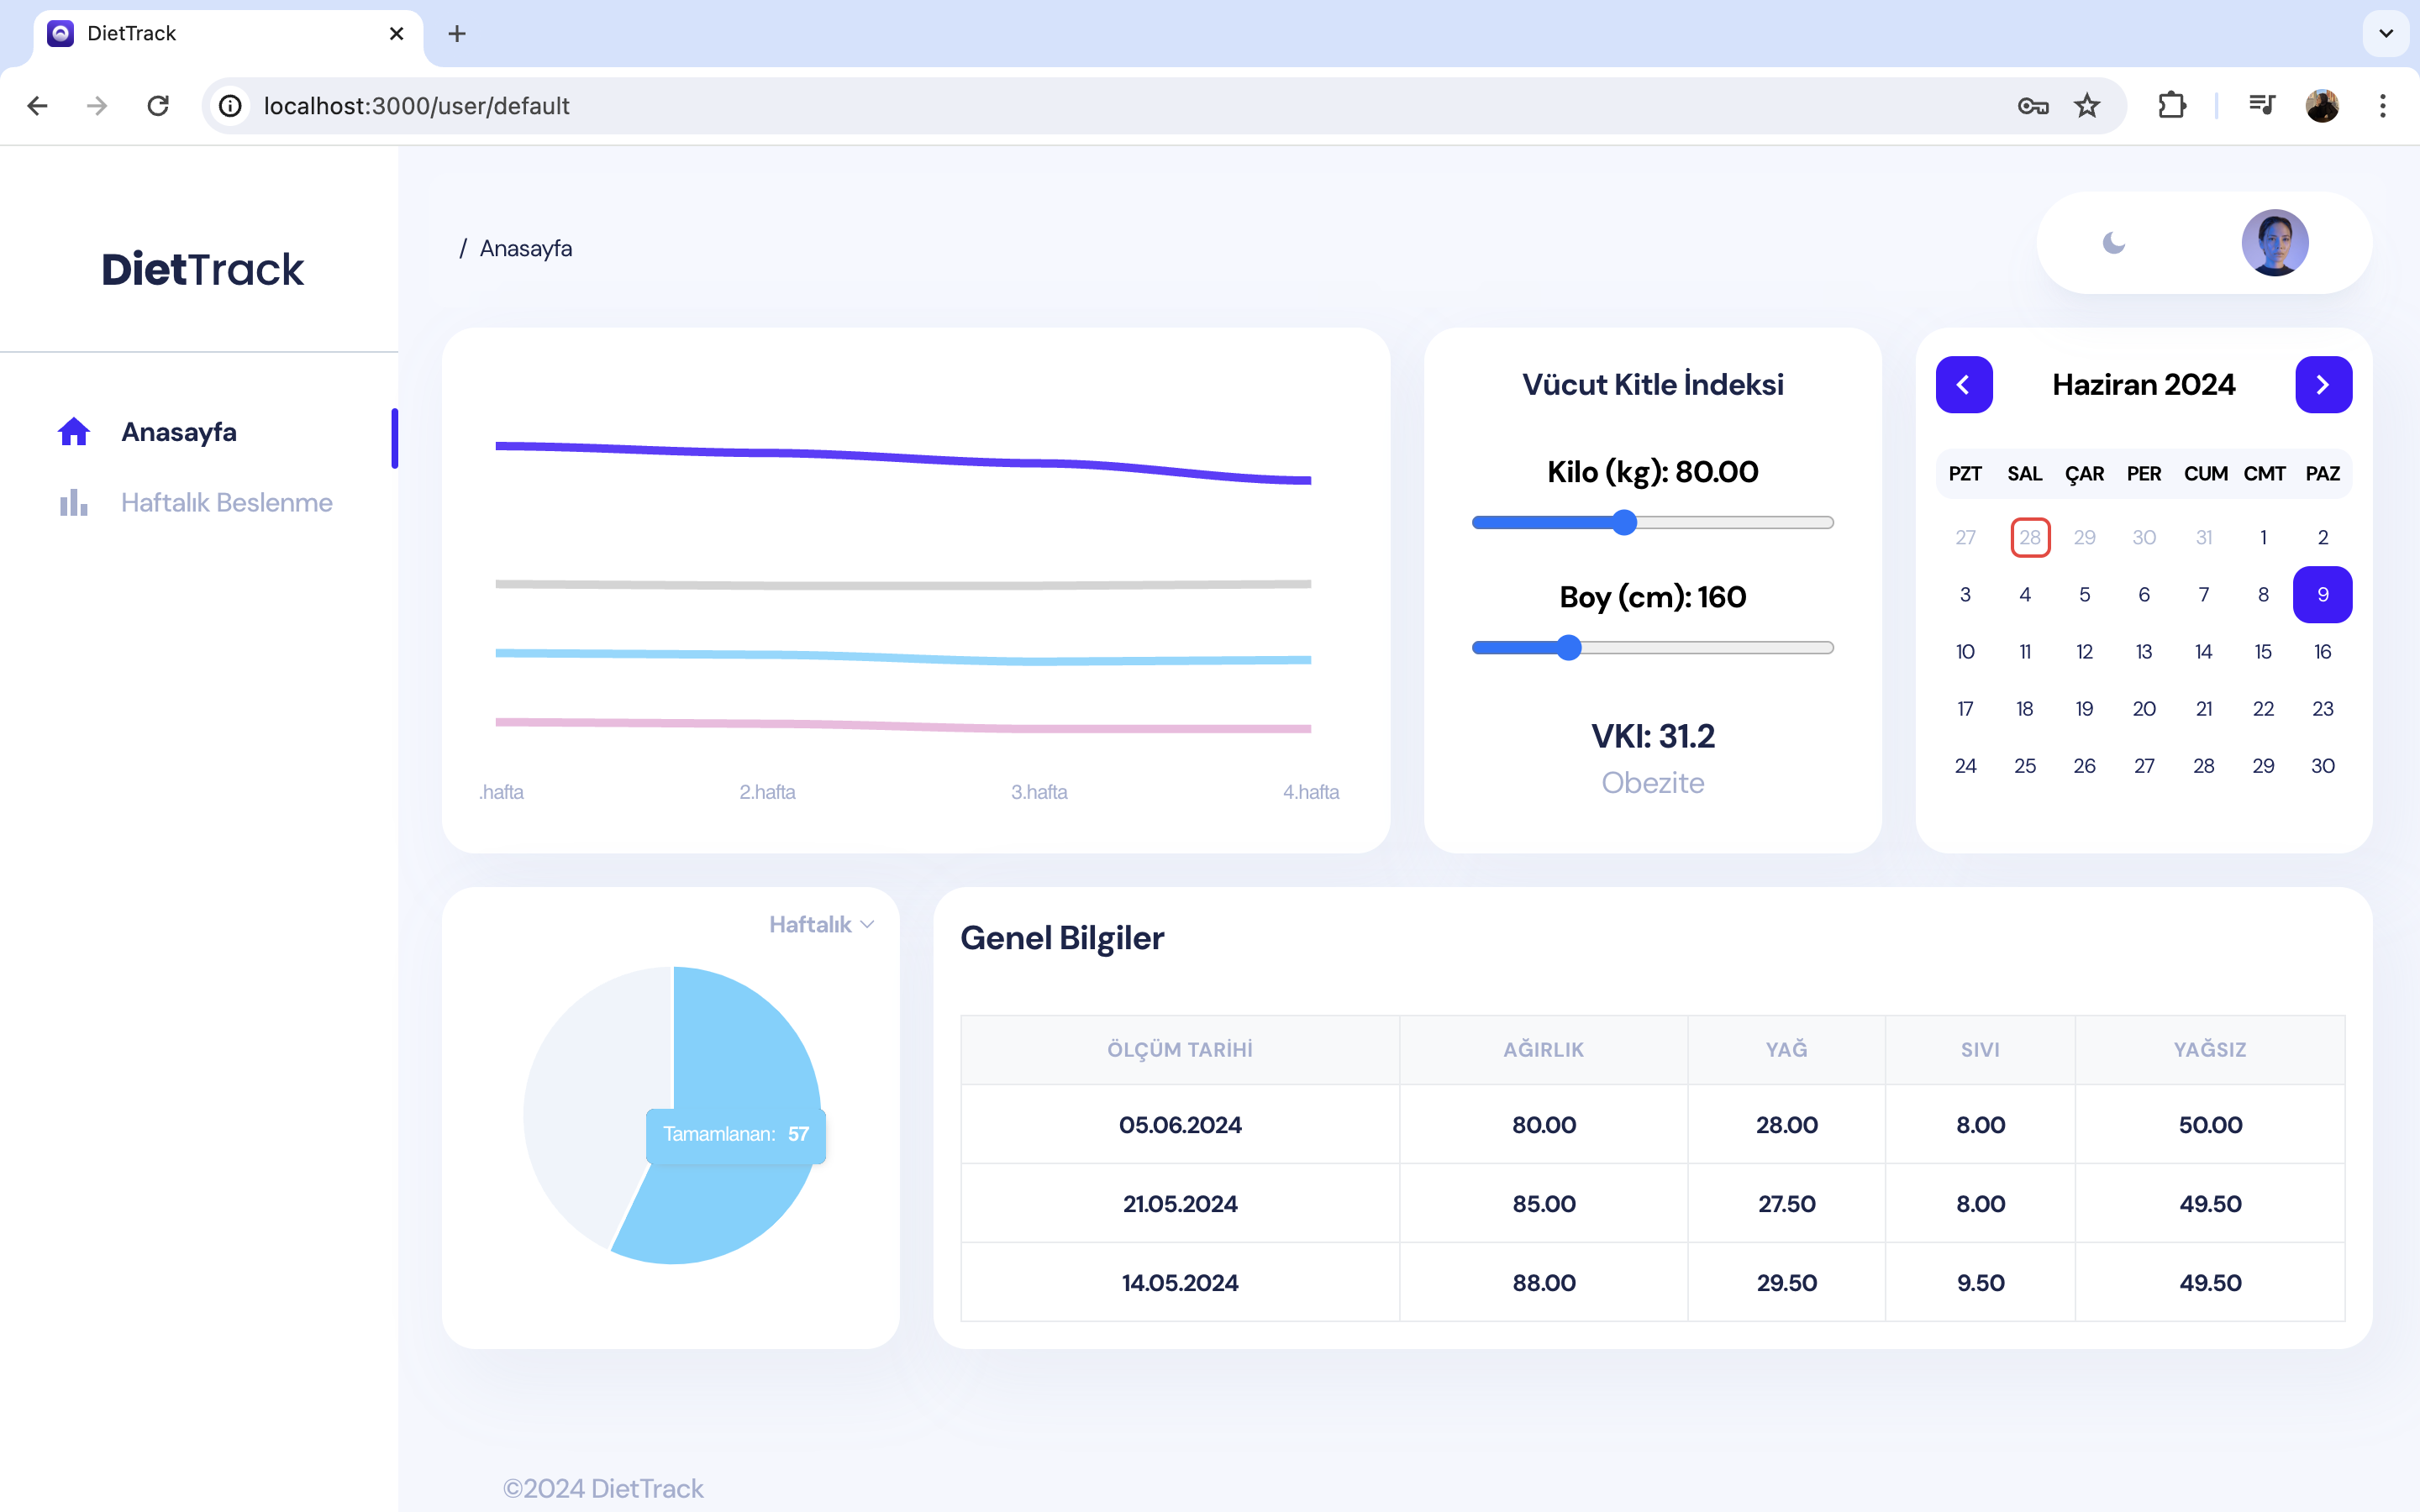 DietTrack
localhost:3000/user/default
DietTrack
Anasayfa
Haftalık Beslenme
/ Anasayfa
.hafta 2.hafta 3.hafta 4.hafta
Vücut Kitle İndeksi
Kilo (kg): 80.00
Boy (cm): 160
VKI: 31.2
Obezite
Haziran 2024
PZT SAL ÇAR PER CUM CMT PAZ
27 28 29 30 31 1 2
3 4 5 6 7 8 9
10 11 12 13 14 15 16
17 18 19 20 21 22 23
24 25 26 27 28 29 30
Haftalık
Tamamlanan: 57
Genel Bilgiler
ÖLÇÜM TARİHİ AĞIRLIK YAĞ SIVI YAĞSIZ
05.06.2024 80.00 28.00 8.00 50.00
21.05.2024 85.00 27.50 8.00 49.50
14.05.2024 88.00 29.50 9.50 49.50
©2024 DietTrack